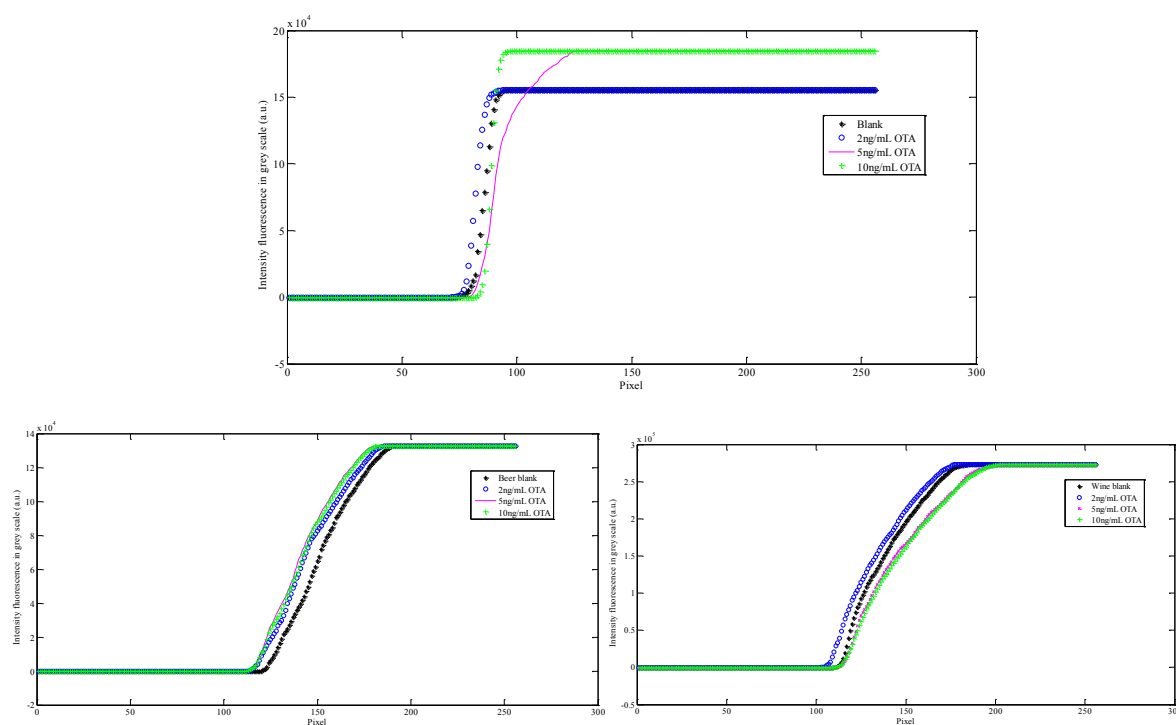 x 10^4
20
15
10
5
0
-5
Intensity fluorescence in grey scale (a.u.)
0 50 100 150 200 250 300
Pixel
Blank
2ng/mL OTA
5ng/mL OTA
10ng/mL OTA
x 10^4
14
12
10
8
6
4
2
0
-2
Intensity fluorescence in grey scale (a.u.)
0 50 100 150 200 250 300
Pixel
Beer blank
2ng/mL OTA
5ng/mL OTA
10ng/mL OTA
x 10^5
3
2.5
2
1.5
1
0.5
0
-0.5
Intensity fluorescence in grey scale (a.u.)
0 50 100 150 200 250 300
Pixel
Wine blank
2ng/mL OTA
5ng/mL OTA
10ng/mL OTA